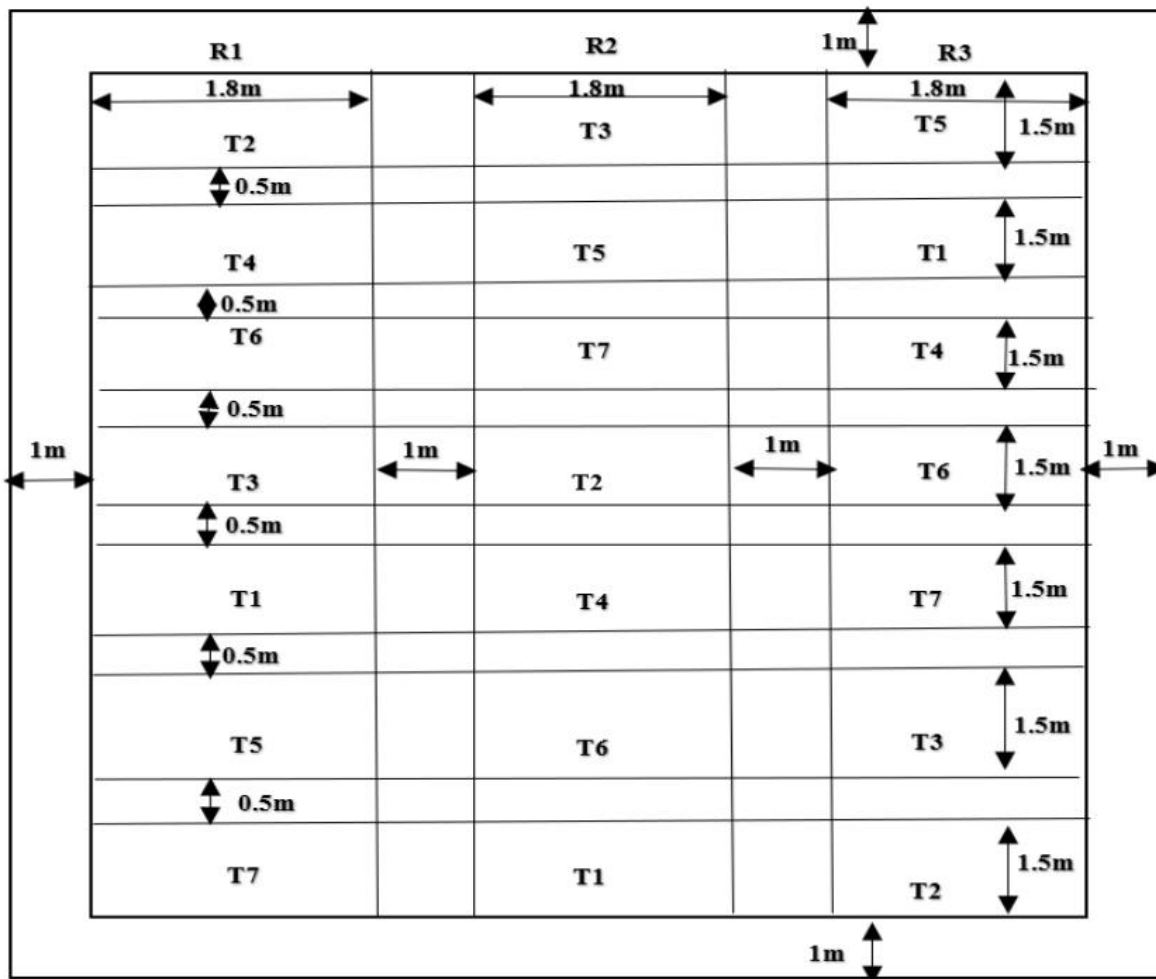 R1 R2 1m R3
1.8m 1.8m 1.8m
T2 T3 T5 1.5m
0.5m
T4 T5 T1 1.5m
0.5m
T6 T7 T4 1.5m
0.5m
1m T3 1m T2 1m T6 1.5m 1m
0.5m
T1 T4 T7 1.5m
0.5m
T5 T6 T3 1.5m
0.5m
T7 T1 T2 1.5m
1m